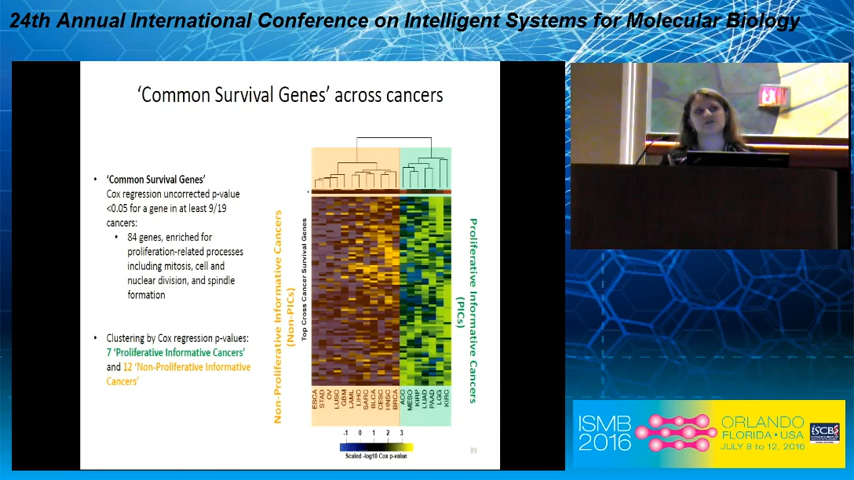 24th Annual International Conference on Intelligent Systems for Molecular Biology
'Common Survival Genes' across cancers
• 'Common Survival Genes'
Cox regression uncorrected p-value
<0.05 for a gene in at least 9/19
cancers:
• 84 genes, enriched for
proliferation-related processes
including mitosis, cell and
nuclear division, and spindle
formation
• Clustering by Cox regression p-values:
7 'Proliferative Informative Cancers'
and 12 'Non-Proliferative Informative
Cancers'
Non-Proliferative Informative Cancers
(Non-PICs)
Top Cross Cancer Survival Genes
Proliferative Informative Cancers
(PICs)
ESCA
STAD
OV
LUSC
GBM
LAML
LIHC
SARC
BLCA
CESC
HNSC
BRCA
ACC
MESO
KIRP
LUAD
PAAD
LGG
KIRC
-1 0 1 2 3
Scaled -log10 Cox p-value
39
ISMB
2016
ORLANDO
FLORIDA • USA
JULY 8 to 12, 2016
ISCB